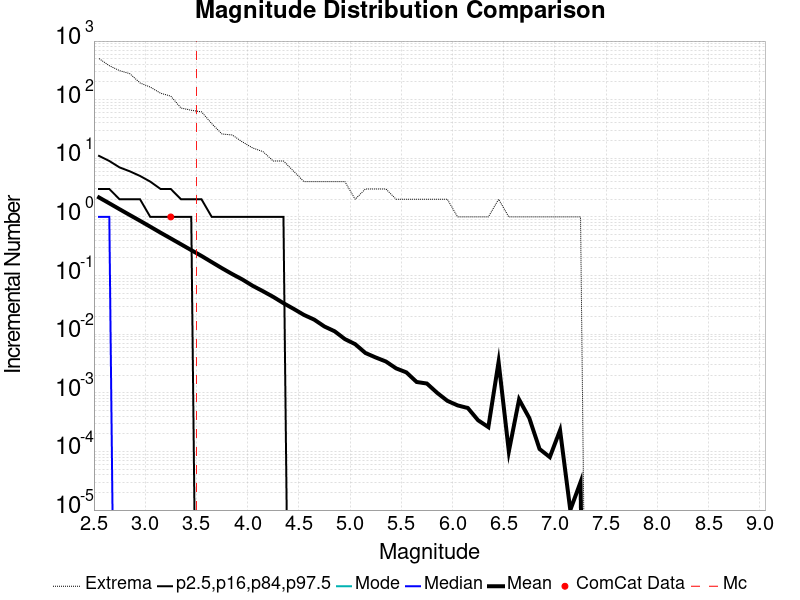 Magnitude Distribution Comparison
10^3
10^2
10^1
10^0
10^-1
10^-2
10^-3
10^-4
10^-5
Incremental Number
2.5 3.0 3.5 4.0 4.5 5.0 5.5 6.0 6.5 7.0 7.5 8.0 8.5 9.0
Magnitude
Extrema p2.5,p16,p84,p97.5 Mode Median Mean ComCat Data Mc